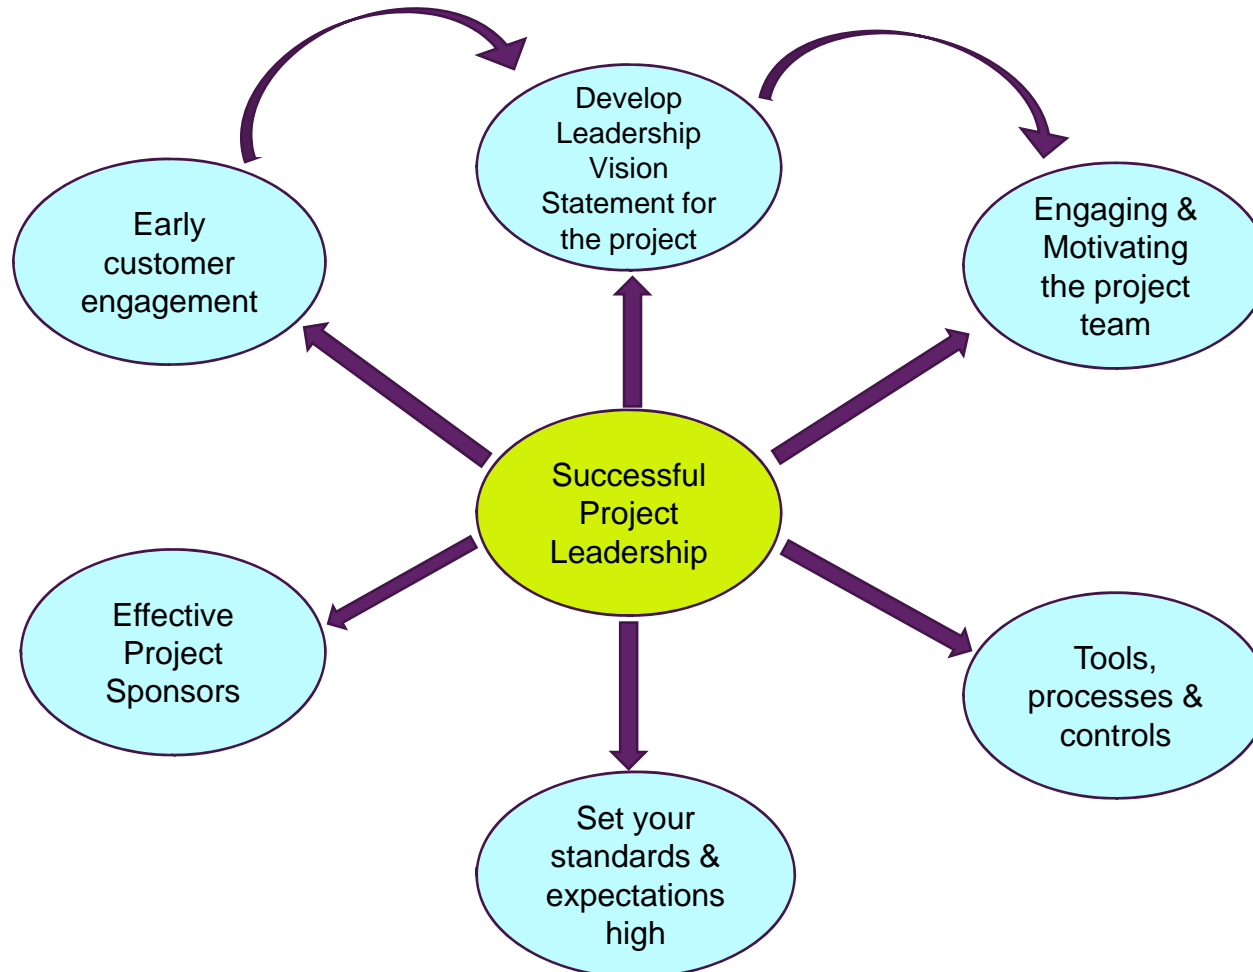 Develop
Leadership
Vision
Statement for
the project
Early
customer
engagement
Engaging &
Motivating
the project
team
Successful
Project
Leadership
Effective
Project
Sponsors
Tools,
processes &
controls
Set your
standards &
expectations
high